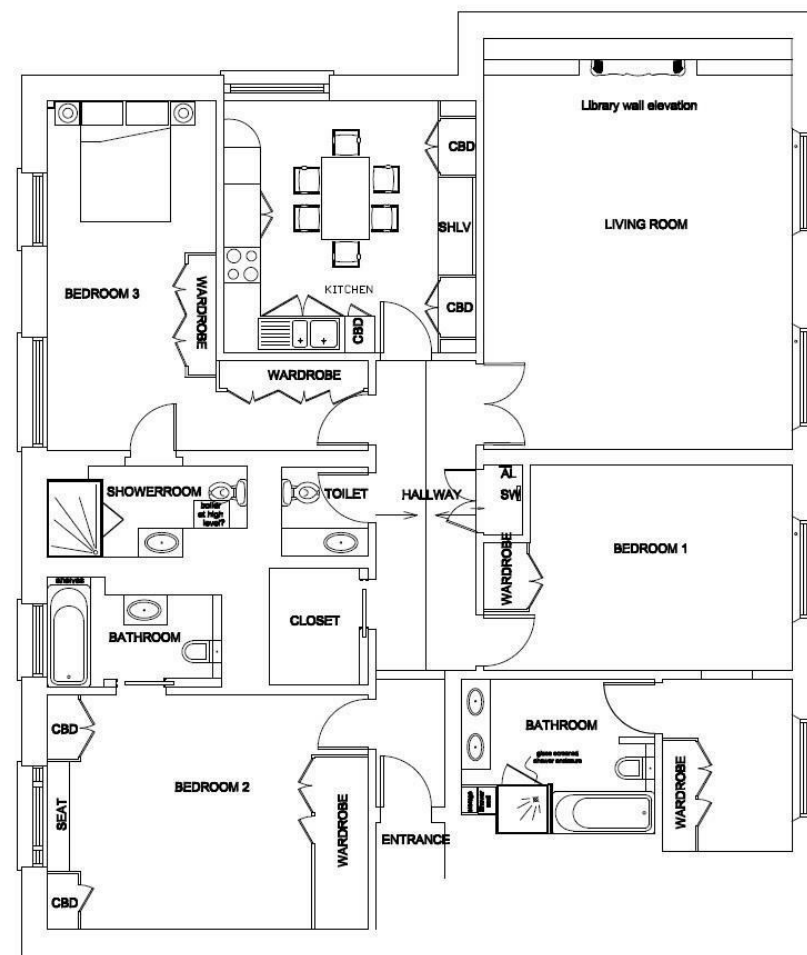 Library wall elevation
CBD
LIVING ROOM
SHLV
BEDROOM 3
WARDROBE
KITCHEN
CBD
CBD
WARDROBE
SHOWERROOM
boiler
at high
level?
TOILET
HALLWAY
AL
SW
BEDROOM 1
WARDROBE
shelves
BATHROOM
CLOSET
CBD
BEDROOM 2
SEAT
WARDROBE
CBD
ENTRANCE
BATHROOM
glass screened
shower enclosure
WARDROBE